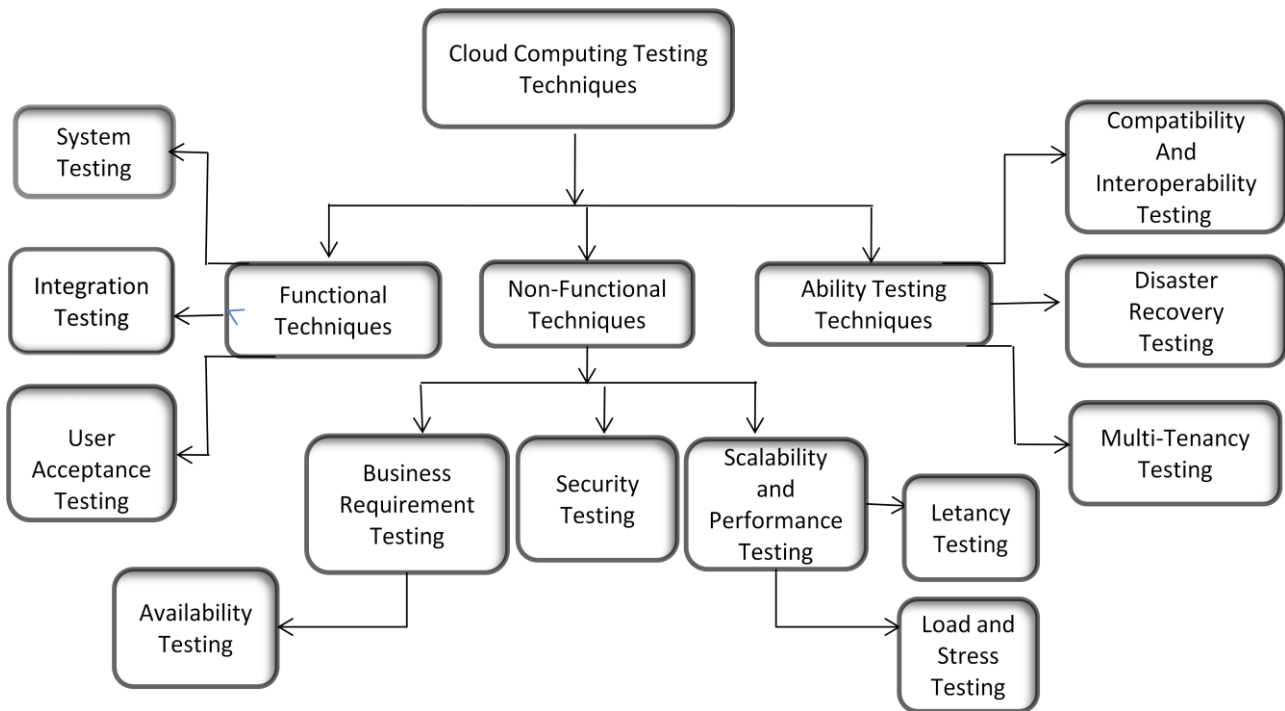 Cloud Computing Testing
Techniques
System
Testing
Compatibility
And
Interoperability
Testing
Integration
Testing
Functional
Techniques
Non-Functional
Techniques
Ability Testing
Techniques
Disaster
Recovery
Testing
User
Acceptance
Testing
Business
Requirement
Testing
Security
Testing
Scalability
and
Performance
Testing
Multi-Tenancy
Testing
Letancy
Testing
Availability
Testing
Load and
Stress
Testing